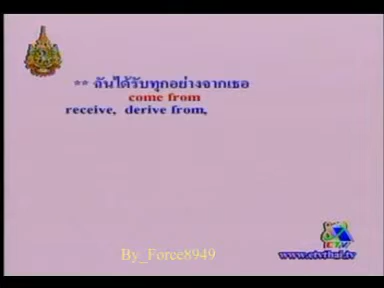 ** ฉันได้รับทุกอย่างจากเธอ
come from
receive, derive from,
ETV
www.etvthai.tv
By_Force8949